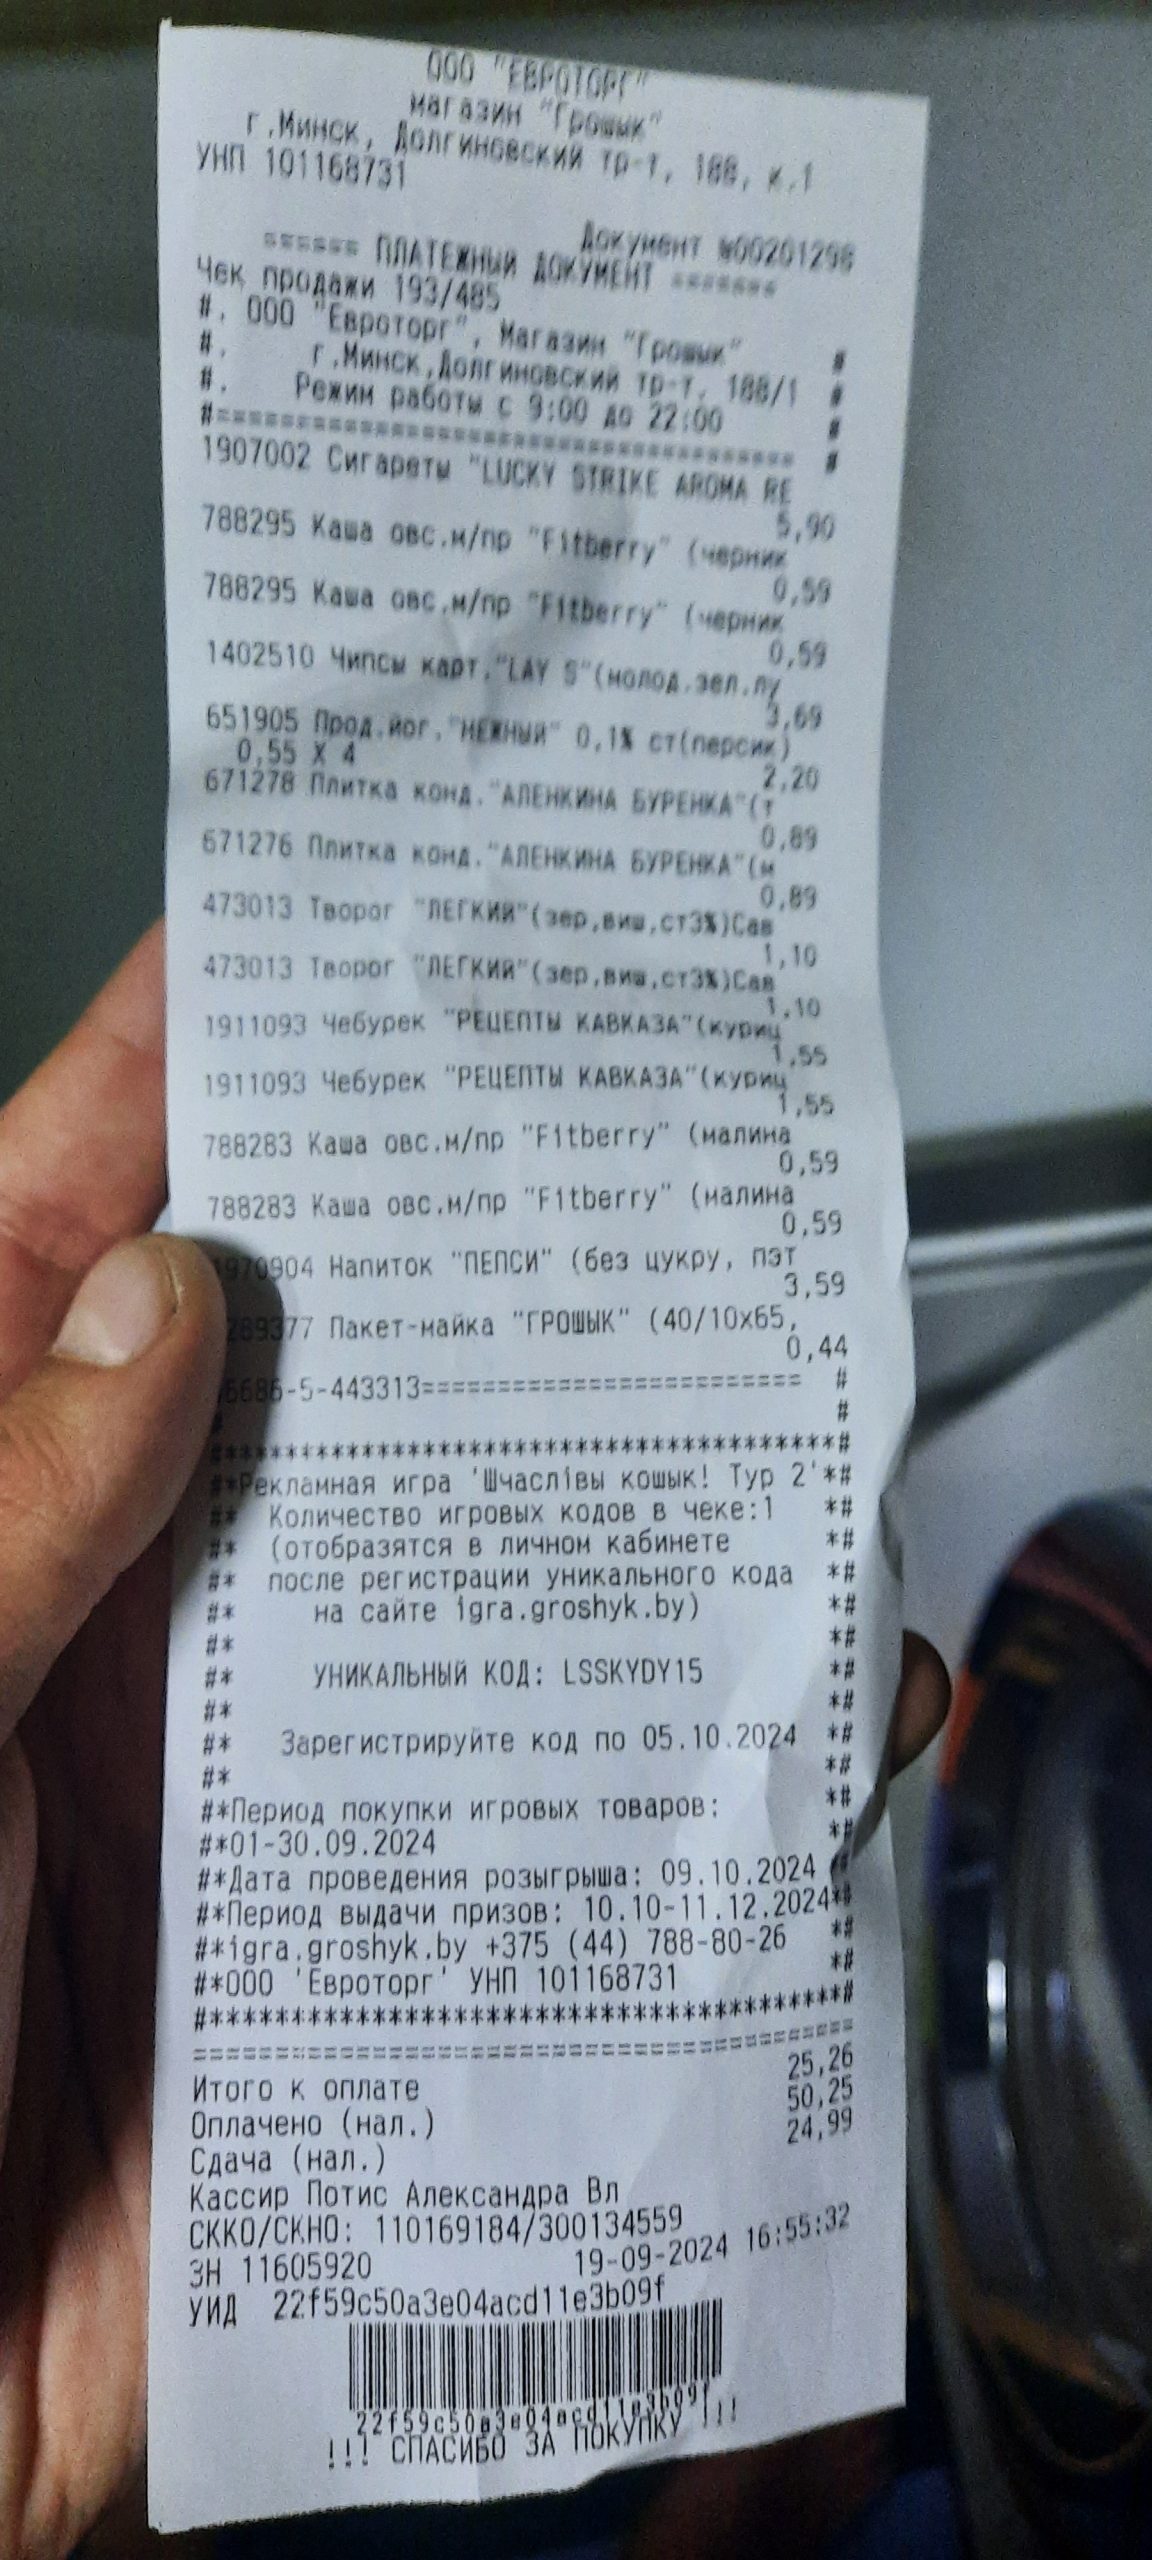 ООО "ЕВРОТОРГ"
магазин "Грошык"
г.Минск, Долгиновский тр-т, 188, к.1
УНП 101168731
Документ №00201296
====== ПЛАТЕЖНЫЙ ДОКУМЕНТ =======
Чек продажи 193/485
#. ООО "Евроторг", Магазин "Грошык" #
#. г.Минск,Долгиновский тр-т, 188/1 #
#. Режим работы с 9:00 до 22:00 #
#====================================== #
1907002 Сигареты "LUCKY STRIKE AROMA RE
5,90
788295 Каша овс.м/пр "Fitberry" (черник
0,59
788295 Каша овс.м/пр "Fitberry" (черник
0,59
1402510 Чипсы карт."LAY S"(молод.зел.лу
3,69
651905 Прод.йог."НЕЖНЫЙ" 0,1% ст(персик)
0,55 X 4
2,20
671278 Плитка конд."АЛЕНКИНА БУРЕНКА"(т
0,89
671276 Плитка конд."АЛЕНКИНА БУРЕНКА"(м
0,89
473013 Творог "ЛЕГКИЙ"(зер,виш,ст3%)Сав
1,10
473013 Творог "ЛЕГКИЙ"(зер,виш,ст3%)Сав
1,10
1911093 Чебурек "РЕЦЕПТЫ КАВКАЗА"(куриц
1,55
1911093 Чебурек "РЕЦЕПТЫ КАВКАЗА"(куриц
1,55
788283 Каша овс.м/пр "Fitberry" (малина
0,59
788283 Каша овс.м/пр "Fitberry" (малина
0,59
Напиток "ПЕПСИ" (без цукру, пэт
3,59
Пакет-майка "ГРОШЫК" (40/10х65,
0,44
-5-443313========================= #
# #
#****************************************#
#*Рекламная игра 'Шчаслiвы кошык! Тур 2'*#
#* Количество игровых кодов в чеке:1 *#
#* (отобразятся в личном кабинете *#
#* после регистрации уникального кода *#
#* на сайте igra.groshyk.by) *#
#* *#
#* УНИКАЛЬНЫЙ КОД: LSSKYDY15 *#
#* *#
#* Зарегистрируйте код по 05.10.2024 *#
#* *#
#*Период покупки игровых товаров: *#
#*01-30.09.2024 *#
#*Дата проведения розыгрыша: 09.10.2024 #
#*Период выдачи призов: 10.10-11.12.2024*#
#*igra.groshyk.by +375 (44) 788-80-26 *#
#*ООО 'Евроторг' УНП 101168731 *#
#****************************************#
==========================================
Итого к оплате 25,26
Оплачено (нал.) 50,25
Сдача (нал.) 24,99
Кассир Потис Александра Вл
СККО/СКНО: 110169184/300134559
ЗН 11605920 19-09-2024 16:55:32
УИД 22f59c50a3e04acd11e3b09f
22f59c50a3e04acd11e3b09f
!!! СПАСИБО ЗА ПОКУПКУ !!!